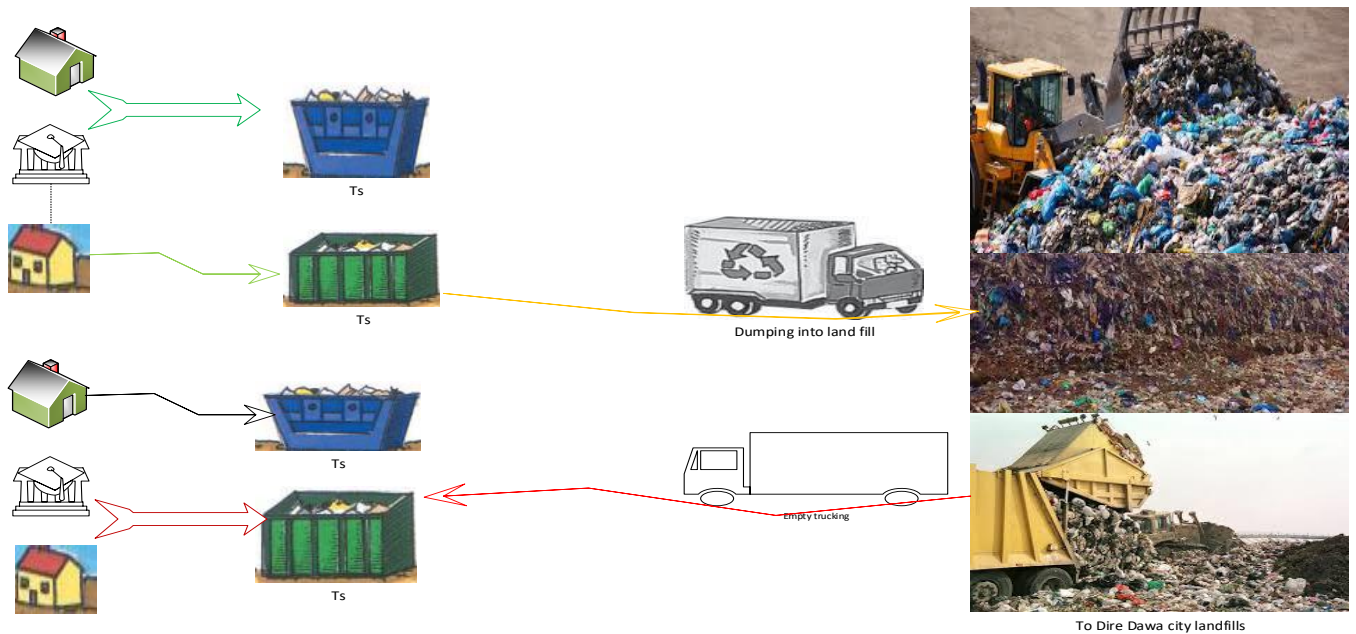 Ts
Ts
Dumping into land fill
Ts
Empty trucking
Ts
To Dire Dawa city landfills